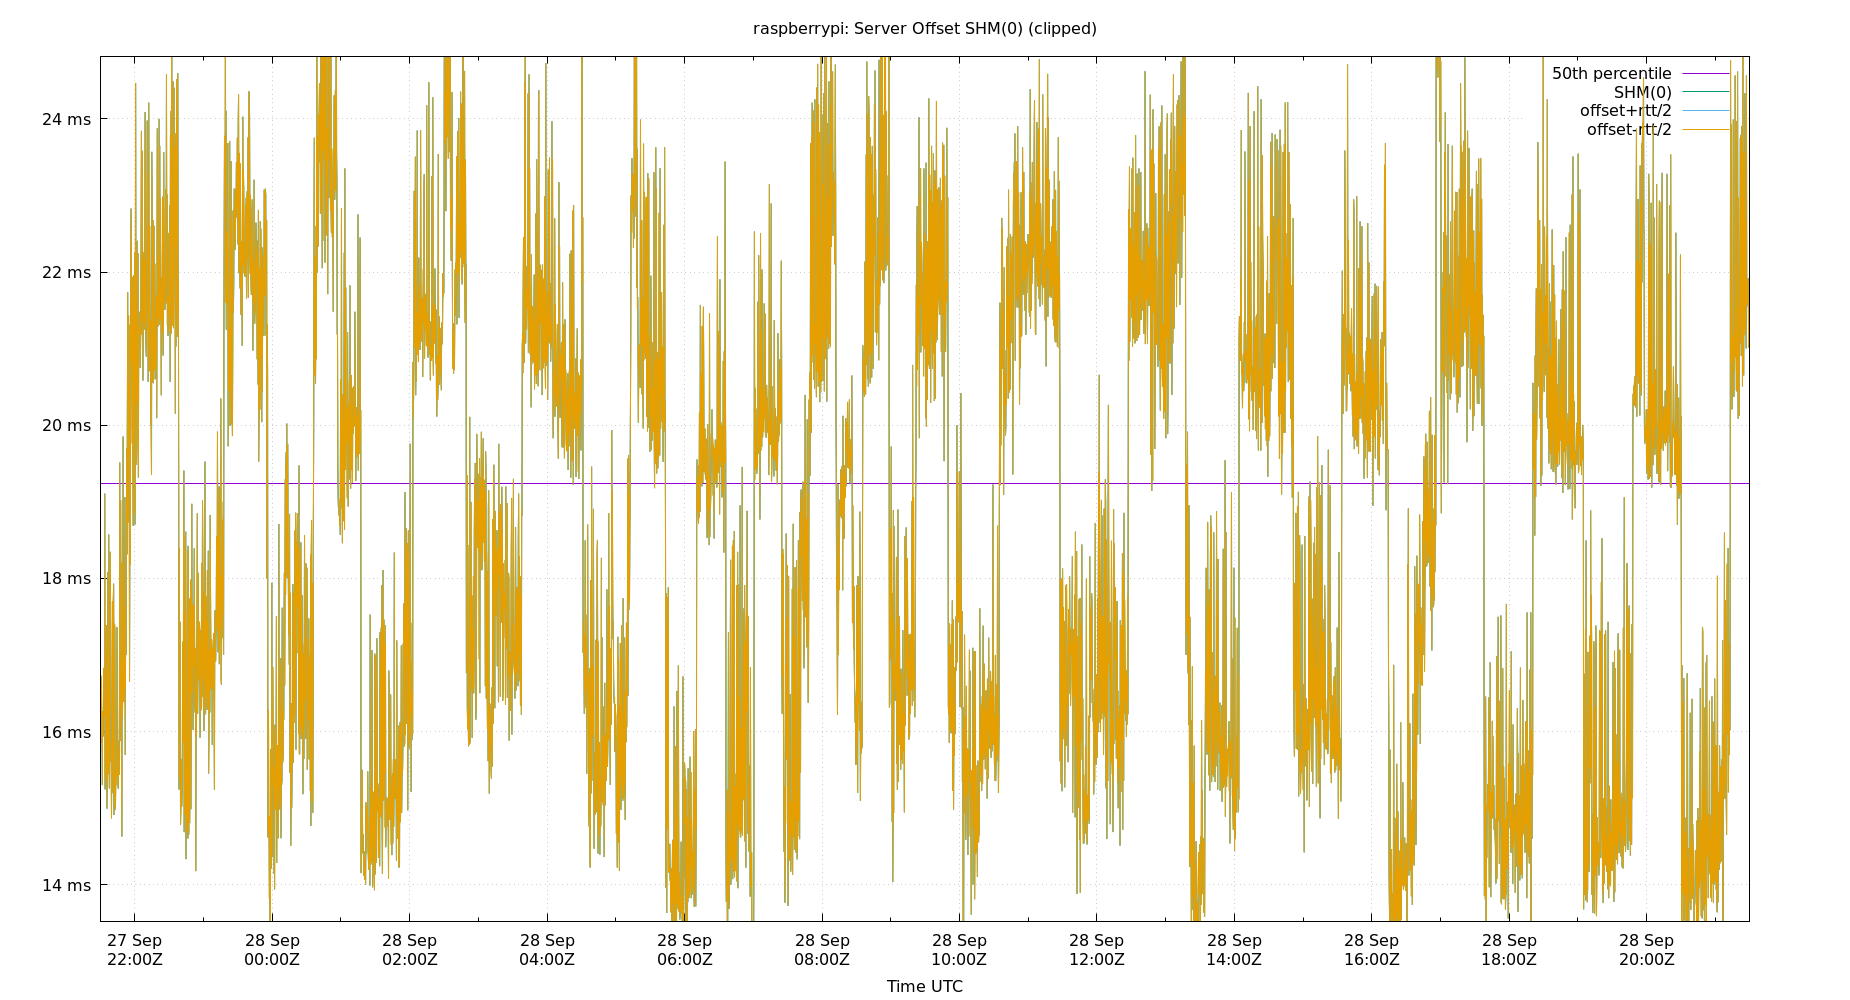 raspberrypi: Server Offset SHM(0) (clipped)
50th percentile
SHM(0)
offset+rtt/2
offset-rtt/2
24 ms
22 ms
20 ms
18 ms
16 ms
14 ms
27 Sep 28 Sep 28 Sep 28 Sep 28 Sep 28 Sep 28 Sep 28 Sep 28 Sep 28 Sep 28 Sep 28 Sep
22:00Z 00:00Z 02:00Z 04:00Z 06:00Z 08:00Z 10:00Z 12:00Z 14:00Z 16:00Z 18:00Z 20:00Z
Time UTC